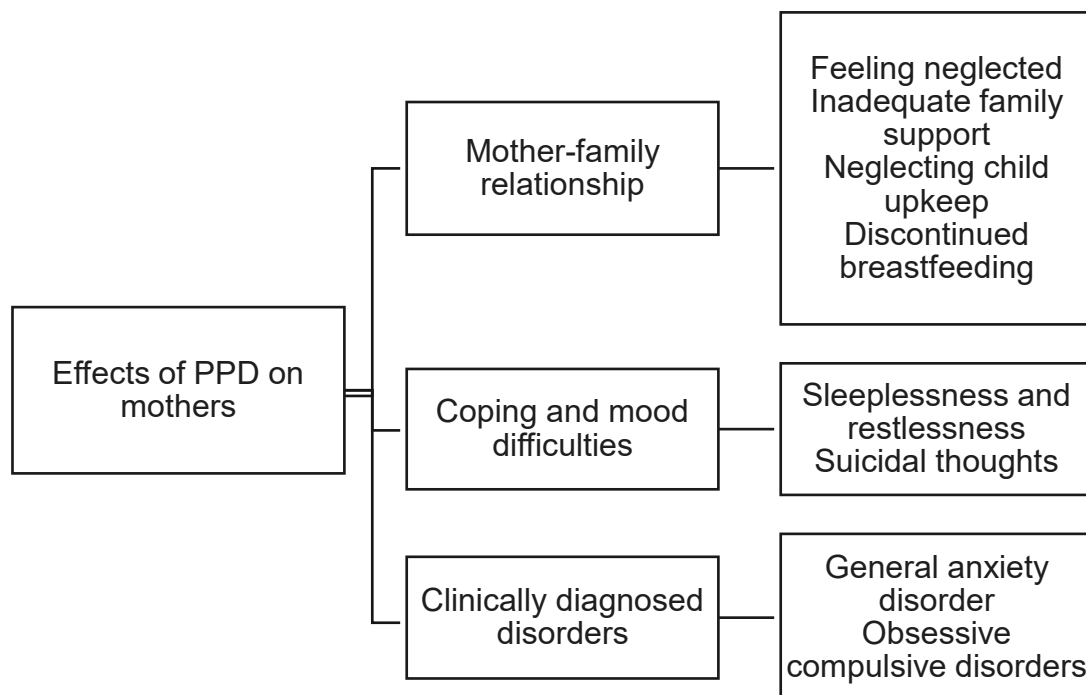 Effects of PPD on
mothers
Mother-family
relationship
Feeling neglected
Inadequate family
support
Neglecting child
upkeep
Discontinued
breastfeeding
Coping and mood
difficulties
Sleeplessness and
restlessness
Suicidal thoughts
Clinically diagnosed
disorders
General anxiety
disorder
Obsessive
compulsive disorders